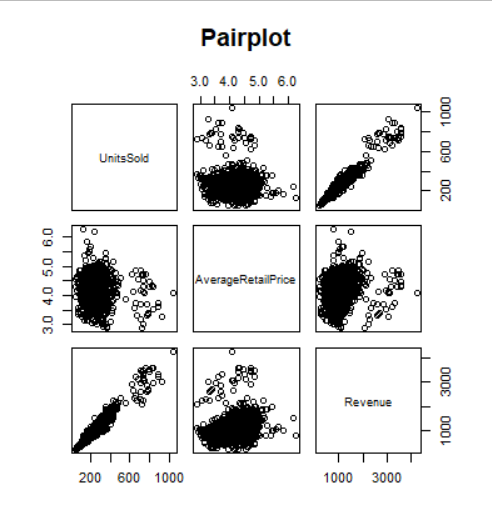 Pairplot
3.0 4.0 5.0 6.0
UnitsSold
200 600 1000
3.0 4.0 5.0 6.0
AverageRetailPrice
Revenue
1000 3000
200 600 1000
1000 3000